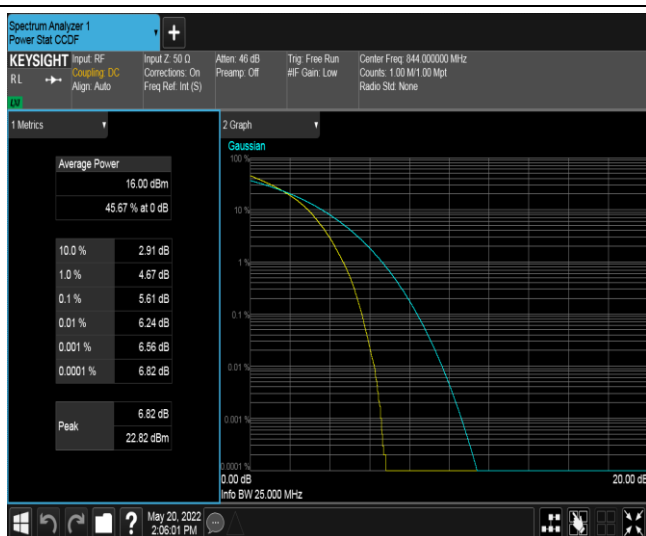 Spectrum Analyzer 1
Power Stat CCDF
KEYSIGHT
RL
LXI
Input: RF
Coupling: DC
Align: Auto
Input Z: 50 Ω
Corrections: On
Freq Ref: Int (S)
Atten: 46 dB
Preamp: Off
Trig: Free Run
#IF Gain: Low
Center Freq: 844.000000 MHz
Counts: 1.00 M/1.00 Mpt
Radio Std: None
1 Metrics
Average Power
16.00 dBm
45.67 % at 0 dB
10.0 % 2.91 dB
1.0 % 4.67 dB
0.1 % 5.61 dB
0.01 % 6.24 dB
0.001 % 6.56 dB
0.0001 % 6.82 dB
Peak
6.82 dB
22.82 dBm
2 Graph
Gaussian
100 %
10 %
1 %
0.1 %
0.01 %
0.001 %
0.0001 %
0.00 dB
20.00 dB
Info BW 25.000 MHz
May 20, 2022
2:06:01 PM